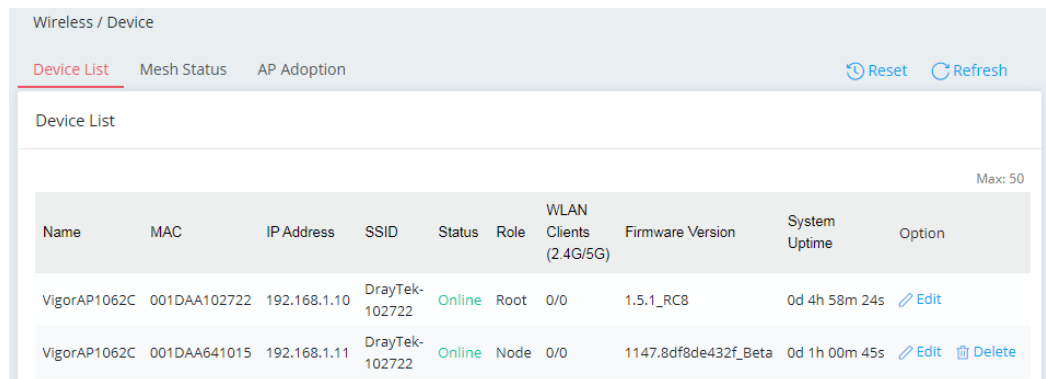 Wireless / Device
Device List Mesh Status AP Adoption Reset Refresh
Device List
Max: 50
Name MAC IP Address SSID Status Role WLAN Clients (2.4G/5G) Firmware Version System Uptime Option
VigorAP1062C 001DAA102722 192.168.1.10 DrayTek-102722 Online Root 0/0 1.5.1_RC8 0d 4h 58m 24s Edit
VigorAP1062C 001DAA641015 192.168.1.11 DrayTek-102722 Online Node 0/0 1147.8df8de432f_Beta 0d 1h 00m 45s Edit Delete